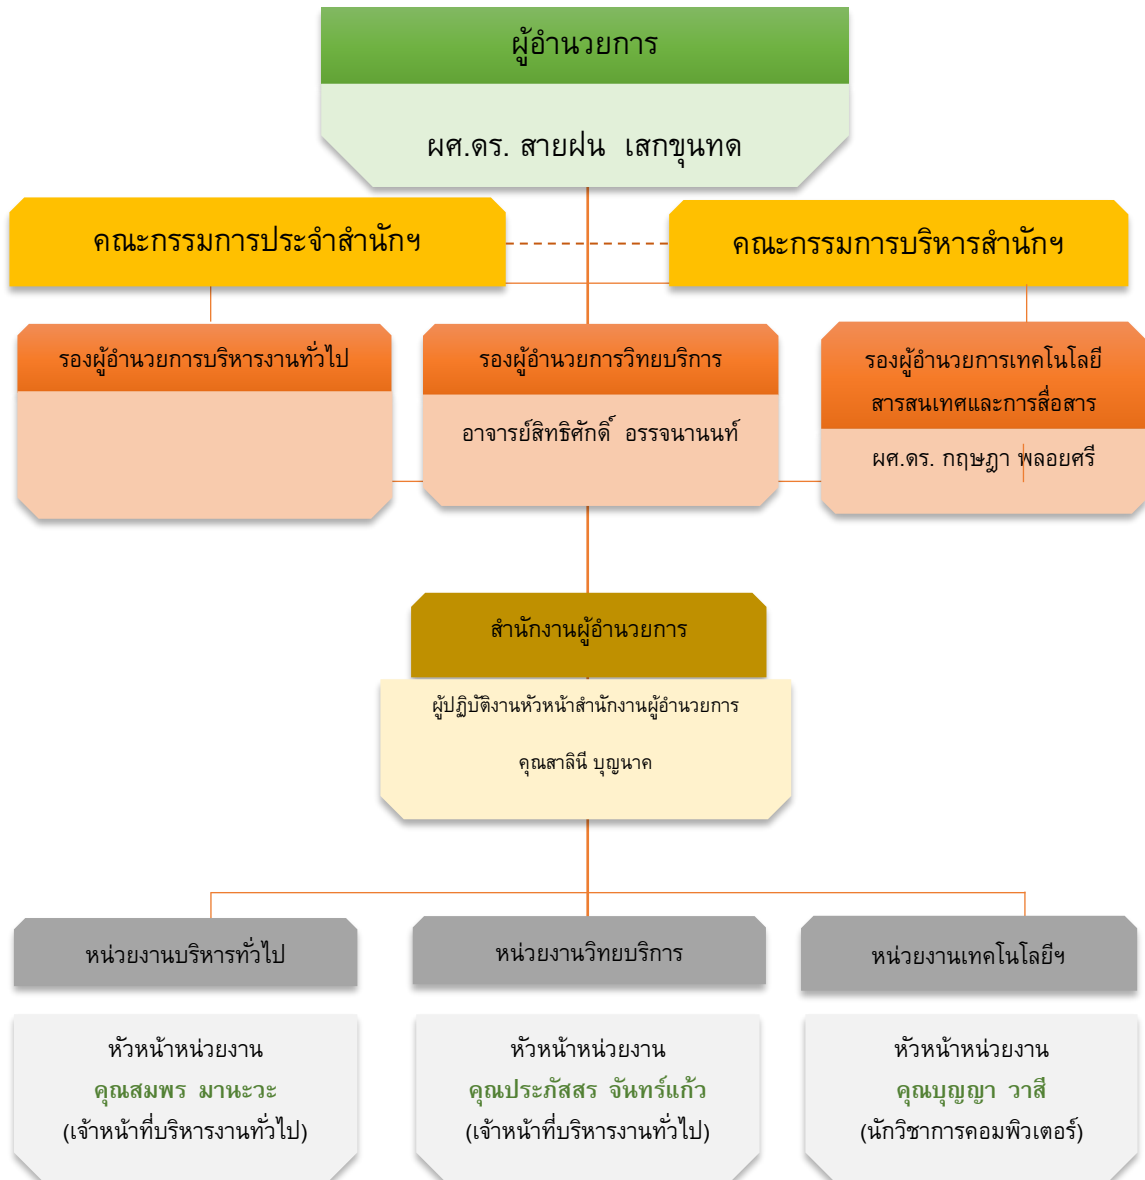 ผู้อำนวยการ
ผศ.ดร. สายฝน เสกขุนทด
คณะกรรมการประจำสำนักฯ
คณะกรรมการบริหารสำนักฯ
รองผู้อำนวยการบริหารงานทั่วไป
รองผู้อำนวยการวิทยบริการ
อาจารย์สิทธิศักดิ์ อรรจนานนท์
รองผู้อำนวยการเทคโนโลยี
สารสนเทศและการสื่อสาร
ผศ.ดร. กฤษฎา พลอยศรี
สำนักงานผู้อำนวยการ
ผู้ปฏิบัติงานหัวหน้าสำนักงานผู้อำนวยการ
คุณสาลินี บุญนาค
หน่วยงานบริหารทั่วไป
หัวหน้าหน่วยงาน
คุณสมพร มานะวะ
(เจ้าหน้าที่บริหารงานทั่วไป)
หน่วยงานวิทยบริการ
หัวหน้าหน่วยงาน
คุณประภัสสร จันทร์แก้ว
(เจ้าหน้าที่บริหารงานทั่วไป)
หน่วยงานเทคโนโลยีฯ
หัวหน้าหน่วยงาน
คุณบุญญา วาสี
(นักวิชาการคอมพิวเตอร์)